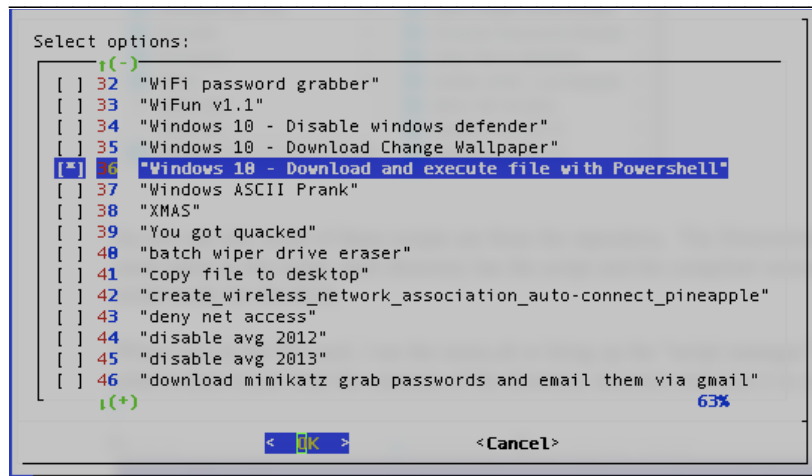 Select options:
↑(-)
[ ] 32 "WiFi password grabber"
[ ] 33 "WiFun v1.1"
[ ] 34 "Windows 10 - Disable windows defender"
[ ] 35 "Windows 10 - Download Change Wallpaper"
[*] 36 "Windows 10 - Download and execute file with Powershell"
[ ] 37 "Windows ASCII Prank"
[ ] 38 "XMAS"
[ ] 39 "You got quacked"
[ ] 40 "batch wiper drive eraser"
[ ] 41 "copy file to desktop"
[ ] 42 "create_wireless_network_association_auto-connect_pineapple"
[ ] 43 "deny net access"
[ ] 44 "disable avg 2012"
[ ] 45 "disable avg 2013"
[ ] 46 "download mimikatz grab passwords and email them via gmail"
↓(+) 63%
< OK > <Cancel>